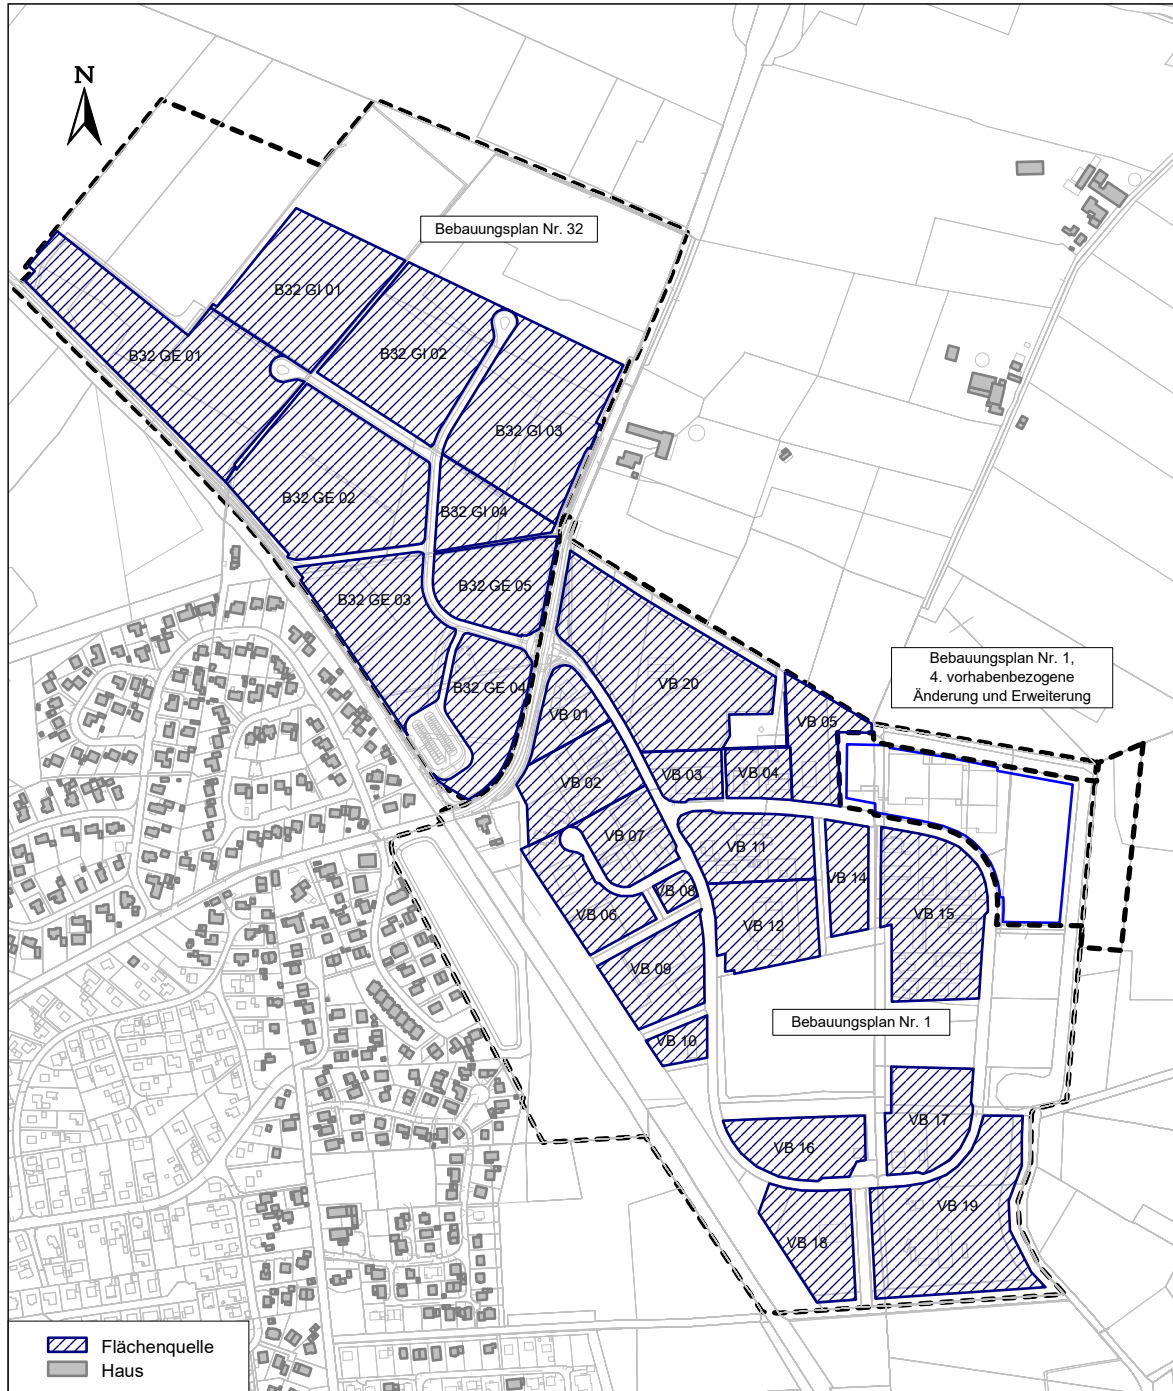 N
Bebauungsplan Nr. 32
B32 GI 01
B32 GE 01
B32 GI 02
B32 GI 03
B32 GE 02
B32 GI 04
B32 GE 03
B32 GE 05
B32 GE 04
Bebauungsplan Nr. 1,
4. vorhabenbezogene
Änderung und Erweiterung
VB 20
VB 01
VB 05
VB 02
VB 03
VB 04
VB 07
VB 11
VB 14
VB 08
VB 06
VB 12
VB 15
VB 09
Bebauungsplan Nr. 1
VB 10
VB 17
VB 16
VB 19
VB 18
Flächenquelle
Haus